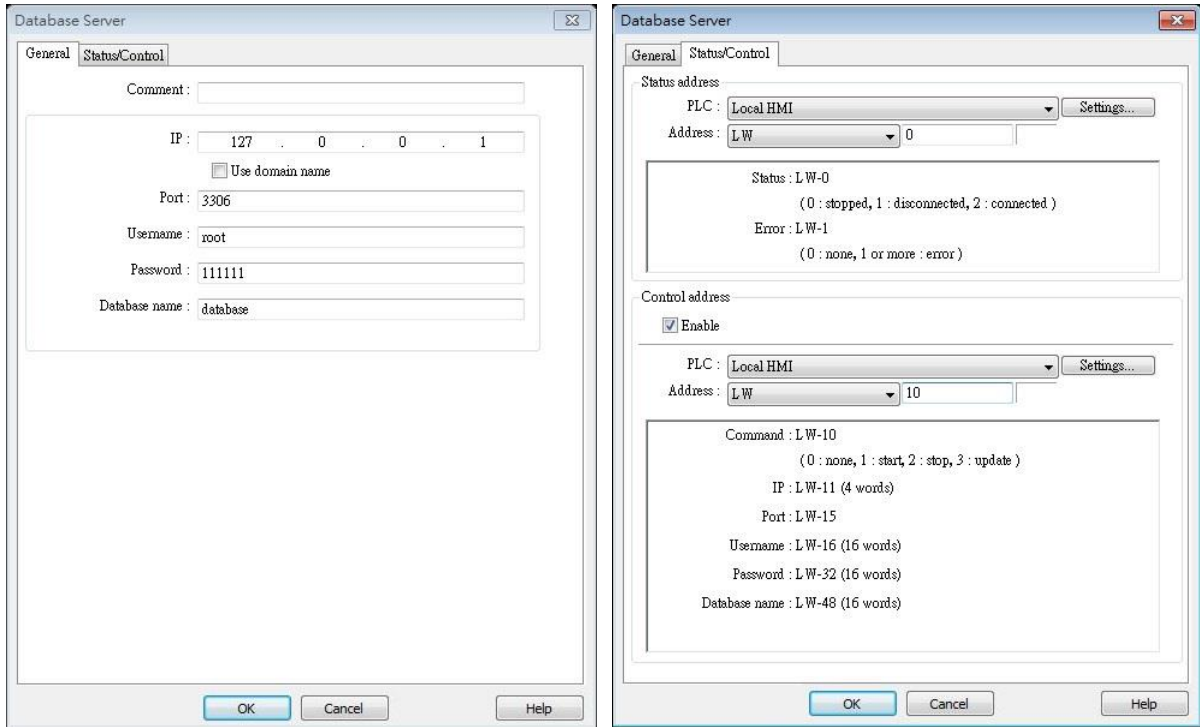 Database Server
General Status/Control
Comment :
IP : 127 . 0 . 0 . 1
Use domain name
Port : 3306
Username : root
Password : 111111
Database name : database
OK Cancel Help
Database Server
General Status/Control
Status address
PLC : Local HMI Settings...
Address : LW 0
Status : LW-0
( 0 : stopped, 1 : disconnected, 2 : connected )
Error : LW-1
( 0 : none, 1 or more : error )
Control address
Enable
PLC : Local HMI Settings...
Address : LW 10
Command : LW-10
( 0 : none, 1 : start, 2 : stop, 3 : update )
IP : LW-11 (4 words)
Port : LW-15
Username : LW-16 (16 words)
Password : LW-32 (16 words)
Database name : LW-48 (16 words)
OK Cancel Help